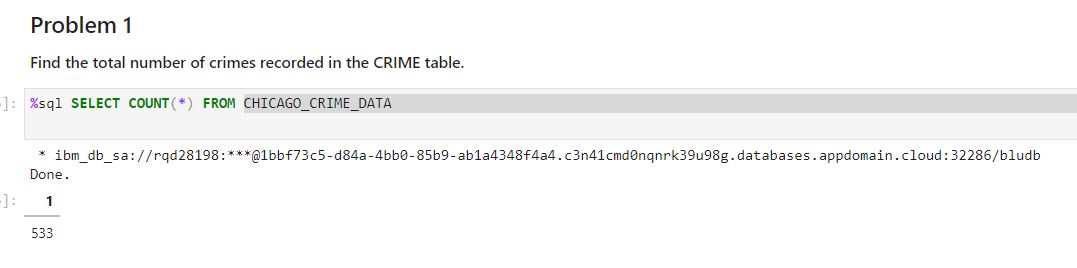 Problem 1
Find the total number of crimes recorded in the CRIME table.
]: %sql SELECT COUNT(*) FROM CHICAGO_CRIME_DATA
* ibm_db_sa://rqd28198:***@1bbf73c5-d84a-4bb0-85b9-ab1a4348f4a4.c3n41cmd0nqnrk39u98g.databases.appdomain.cloud:32286/bludb
Done.
]: 1
533